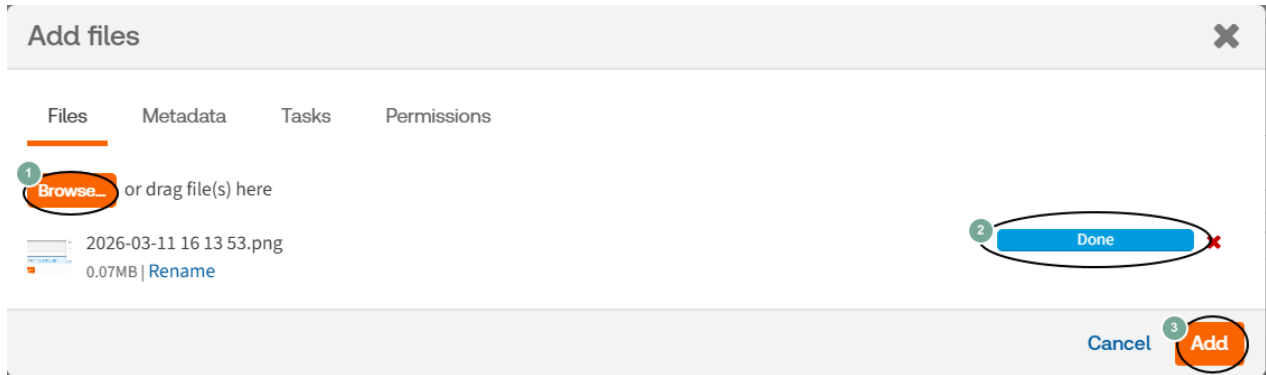 Add files
Files Metadata Tasks Permissions
1
Browse... or drag file(s) here
2026-03-11 16 13 53.png
2
Done
0.07MB | Rename
Cancel
3
Add